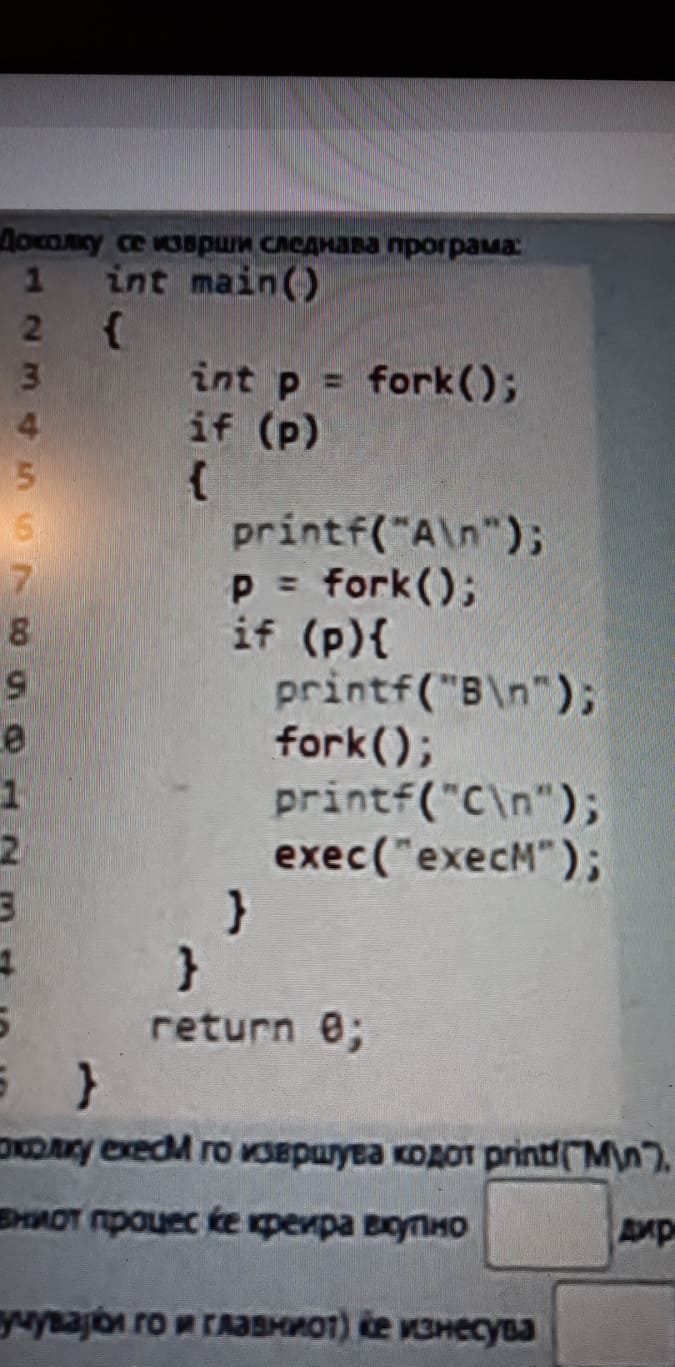 Доколку се изврши следнава програма:
1 int main()
2 {
3 int p = fork();
4 if (p)
5 {
6 printf("A\n");
7 p = fork();
8 if (p){
9 printf("B\n");
0 fork();
1 printf("C\n");
2 exec("execM");
3 }
4 }
5 return 0;
6 }
околку execM го извршува кодот printf("M\n"),
вниот процес ќе креира вкупно дир
учувајќи го и главниот) ќе изнесува